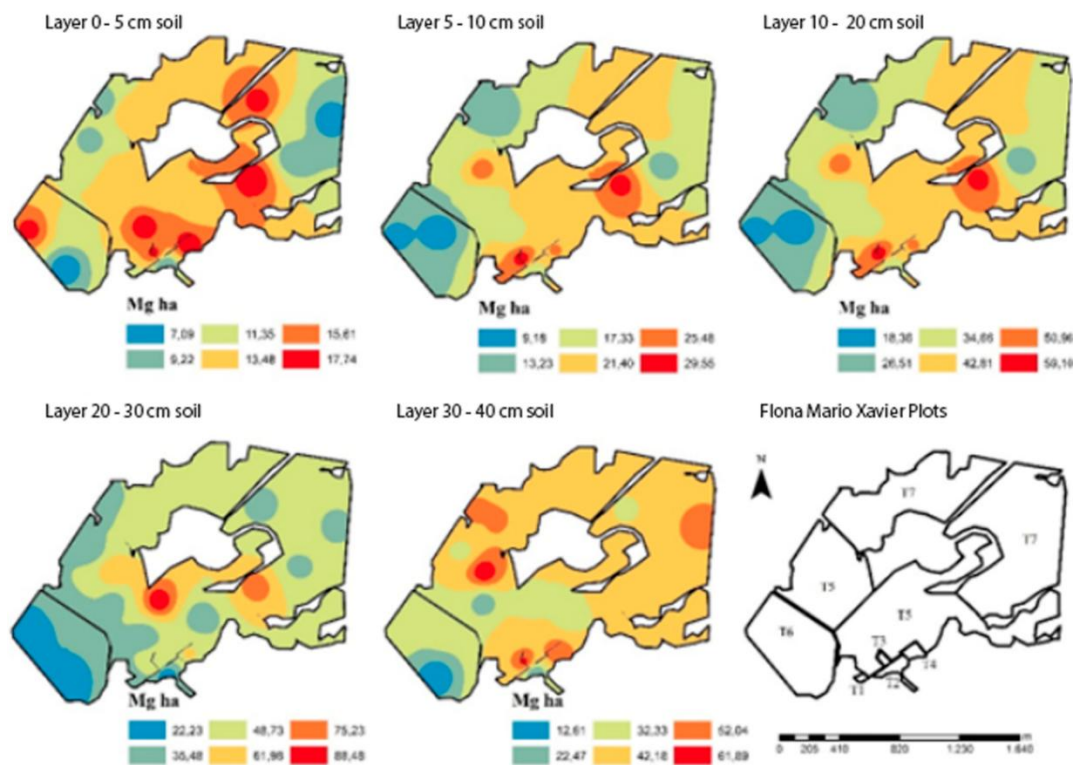 Layer 0 - 5 cm soil
Layer 5 - 10 cm soil
Layer 10 - 20 cm soil
Mg ha
7,09 11,35 15,61
9,22 13,48 17,74
Mg ha
9,18 17,33 25,48
13,23 21,40 29,55
Mg ha
18,36 34,66 50,96
26,51 42,81 59,10
Layer 20 - 30 cm soil
Layer 30 - 40 cm soil
Flona Mario Xavier Plots
N
T7
T7
T5
T5
T6
T3
T4
T1
T2
Mg ha
22,23 48,73 75,23
35,48 61,98 88,48
Mg ha
12,61 32,33 52,04
22,47 42,18 61,89
0 205 410 820 1.230 1.640
m